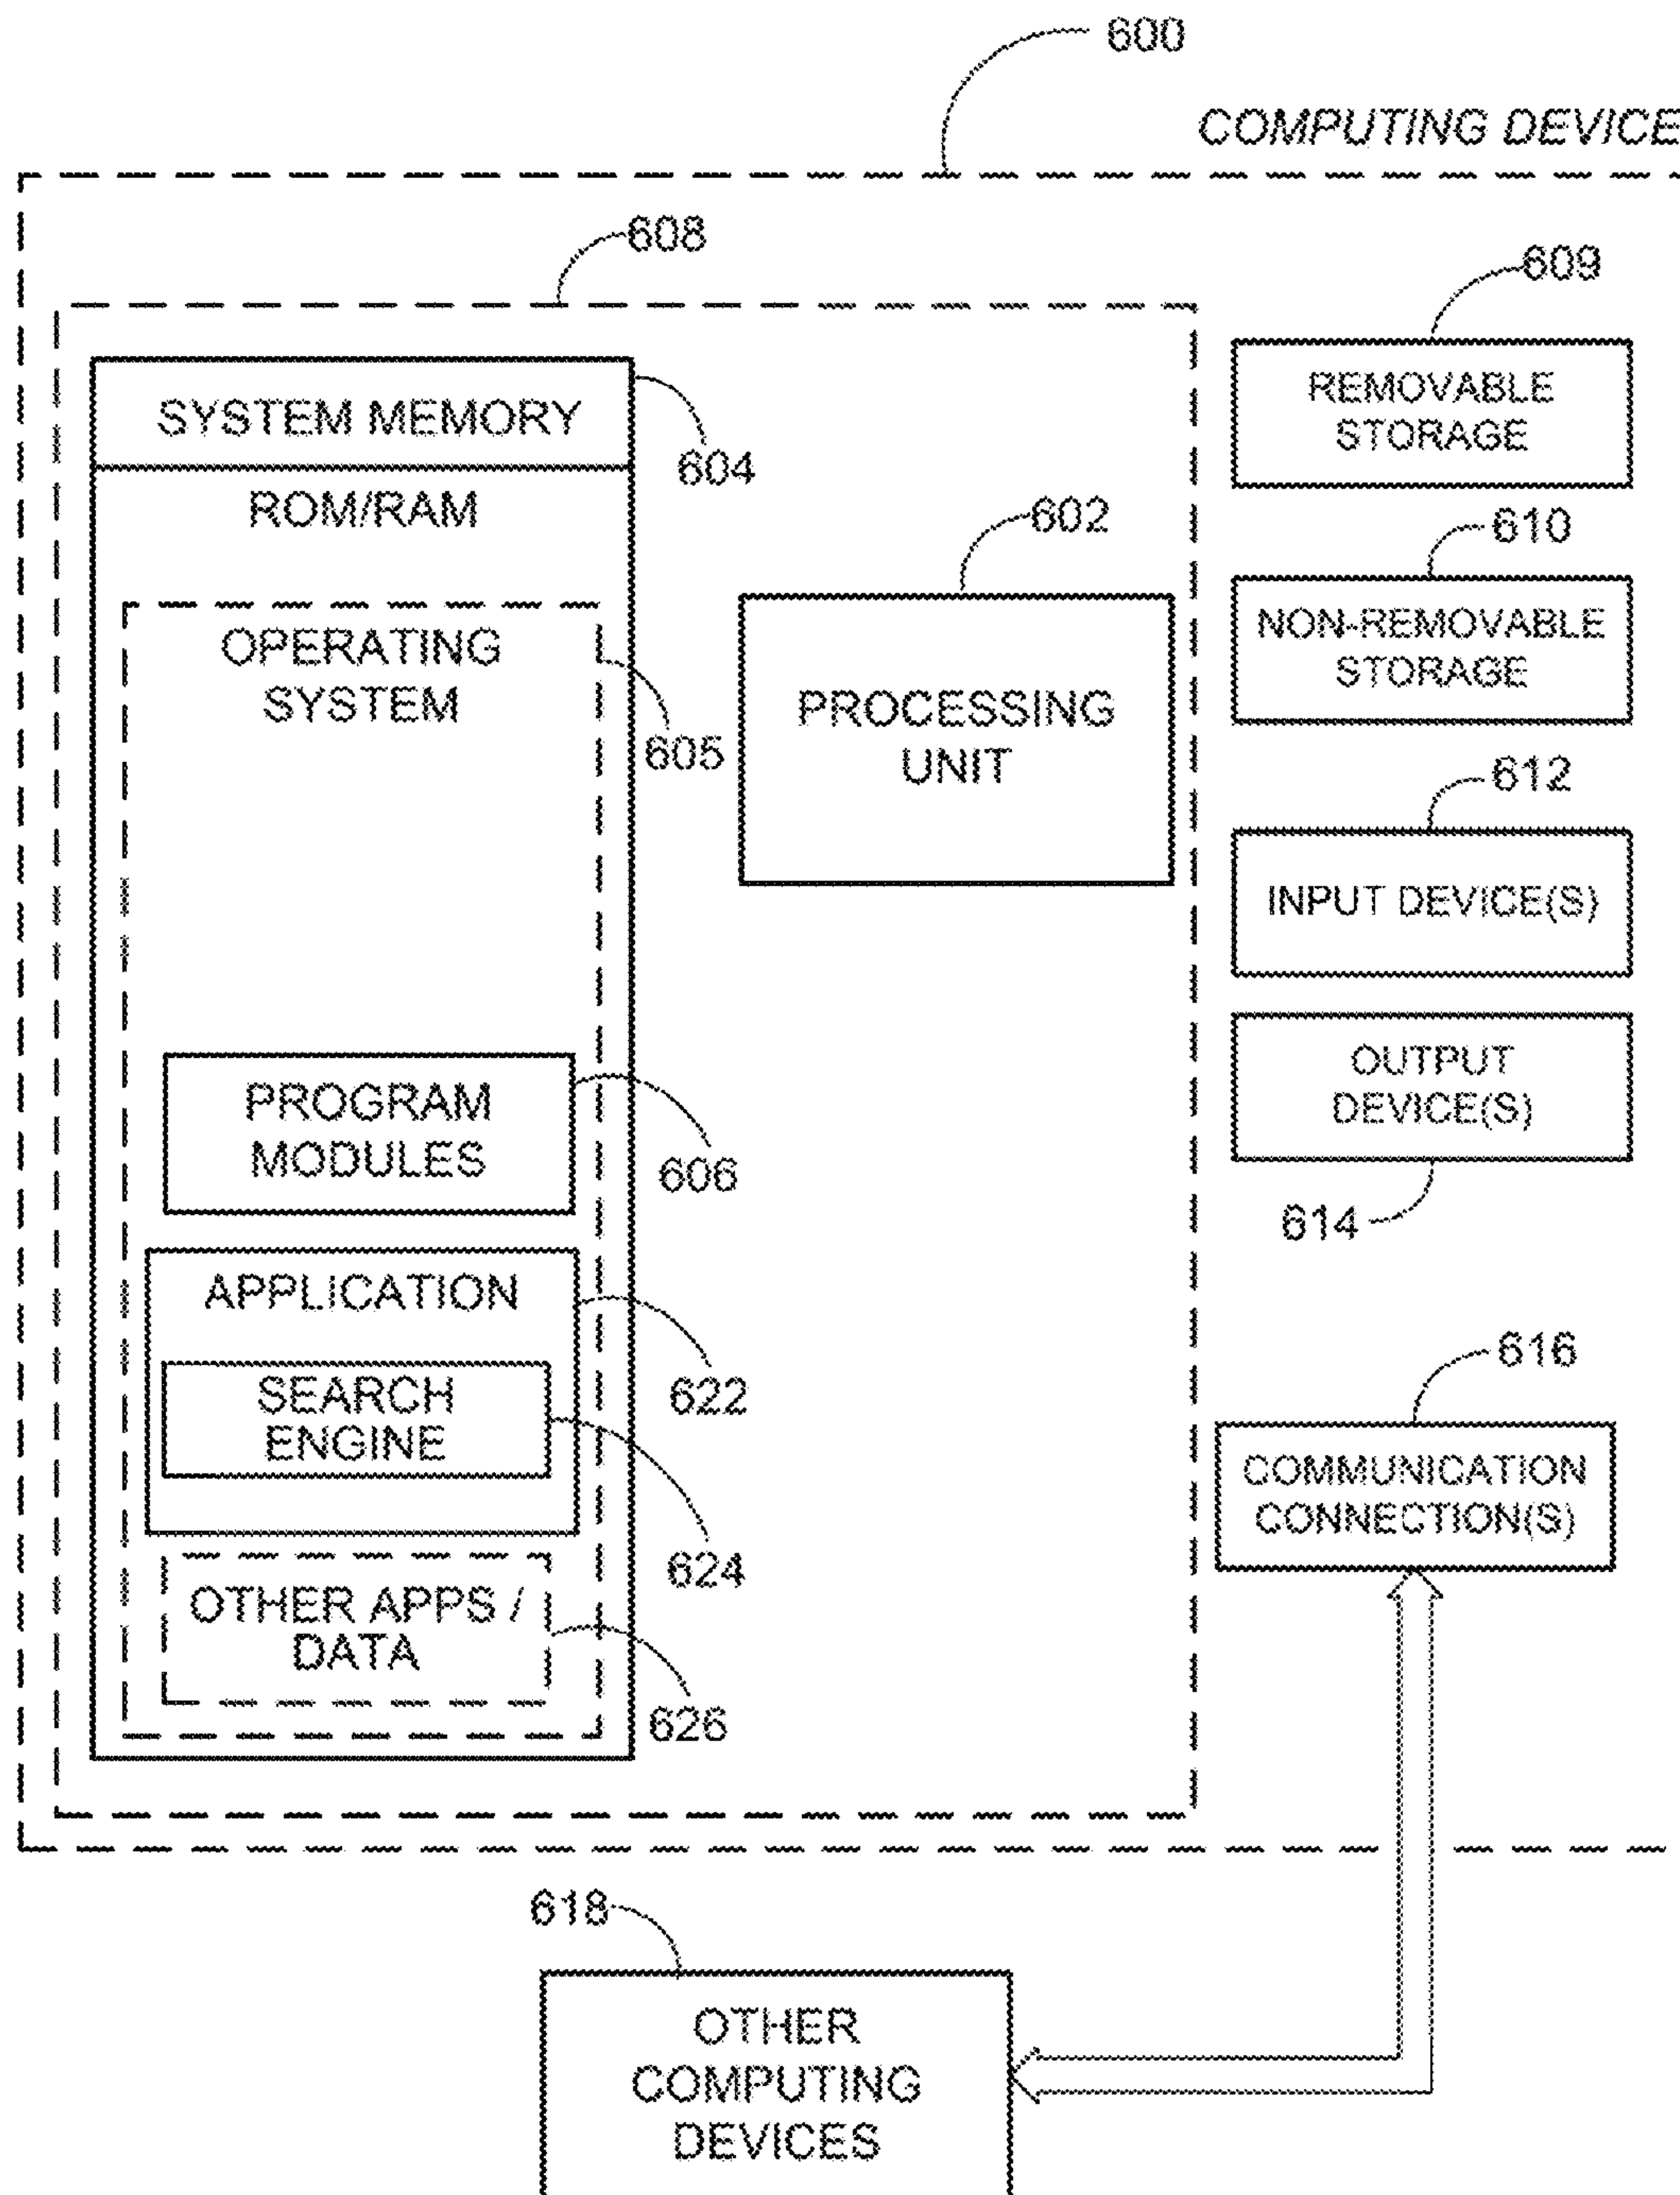 600
COMPUTING DEVICE
608
609
SYSTEM MEMORY
604
ROM/RAM
REMOVABLE
STORAGE
602
610
OPERATING
SYSTEM
605
PROCESSING
UNIT
NON-REMOVABLE
STORAGE
612
INPUT DEVICE(S)
PROGRAM
MODULES
606
OUTPUT
DEVICE(S)
614
APPLICATION
622
SEARCH
ENGINE
624
616
COMMUNICATION
CONNECTION(S)
OTHER APPS /
DATA
626
618
OTHER
COMPUTING
DEVICES